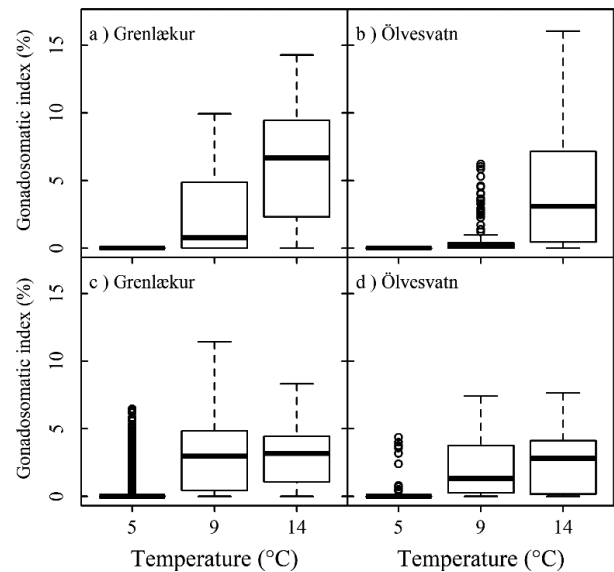 a ) Grenlækur
b ) Ölvesvatn
Gonadosomatic index (%)
15
10
5
0
c ) Grenlækur
d ) Ölvesvatn
Gonadosomatic index (%)
15
10
5
0
5 9 14 5 9 14
Temperature (°C) Temperature (°C)